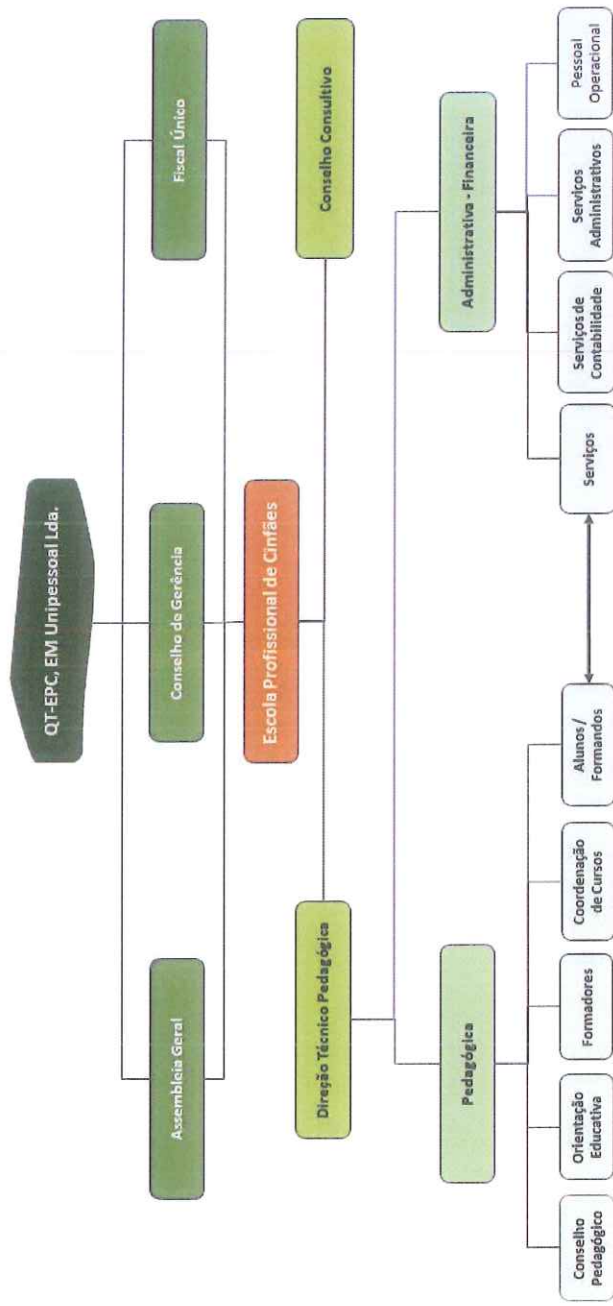 QT-EPC, EM Unipessoal Lda.
Assembleia Geral
Conselho de Gerência
Fiscal Único
Escola Profissional de Cinfães
Direção Técnico Pedagógica
Conselho Consultivo
Pedagógica
Administrativa - Financeira
Conselho
Pedagógico
Orientação
Educativa
Formadores
Coordenação
de Cursos
Alunos /
Formandos
Serviços
Serviços de
Contabilidade
Serviços
Administrativos
Pessoal
Operacional